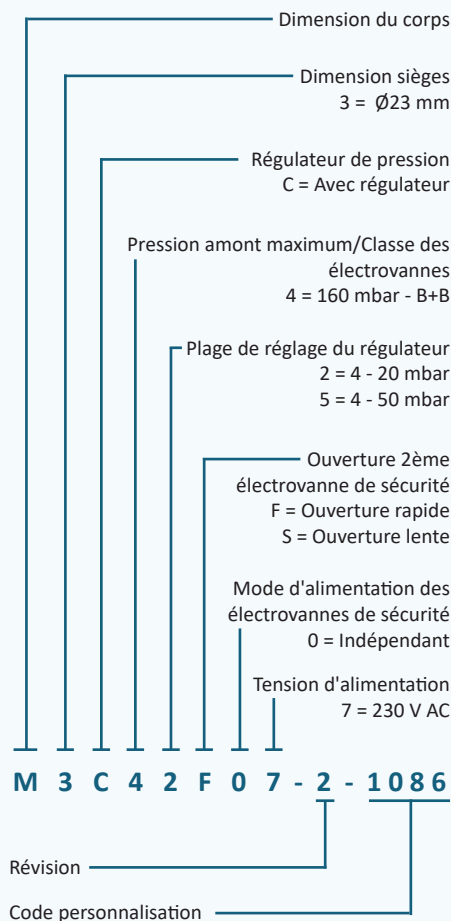 Dimension du corps
Dimension sièges
3 = Ø23 mm
Régulateur de pression
C = Avec régulateur
Pression amont maximum/Classe des
électrovannes
4 = 160 mbar - B+B
Plage de réglage du régulateur
2 = 4 - 20 mbar
5 = 4 - 50 mbar
Ouverture 2ème
électrovanne de sécurité
F = Ouverture rapide
S = Ouverture lente
Mode d'alimentation des
électrovannes de sécurité
0 = Indépendant
Tension d'alimentation
7 = 230 V AC
M 3 C 4 2 F 0 7 - 2 - 1 0 8 6
Révision
Code personnalisation